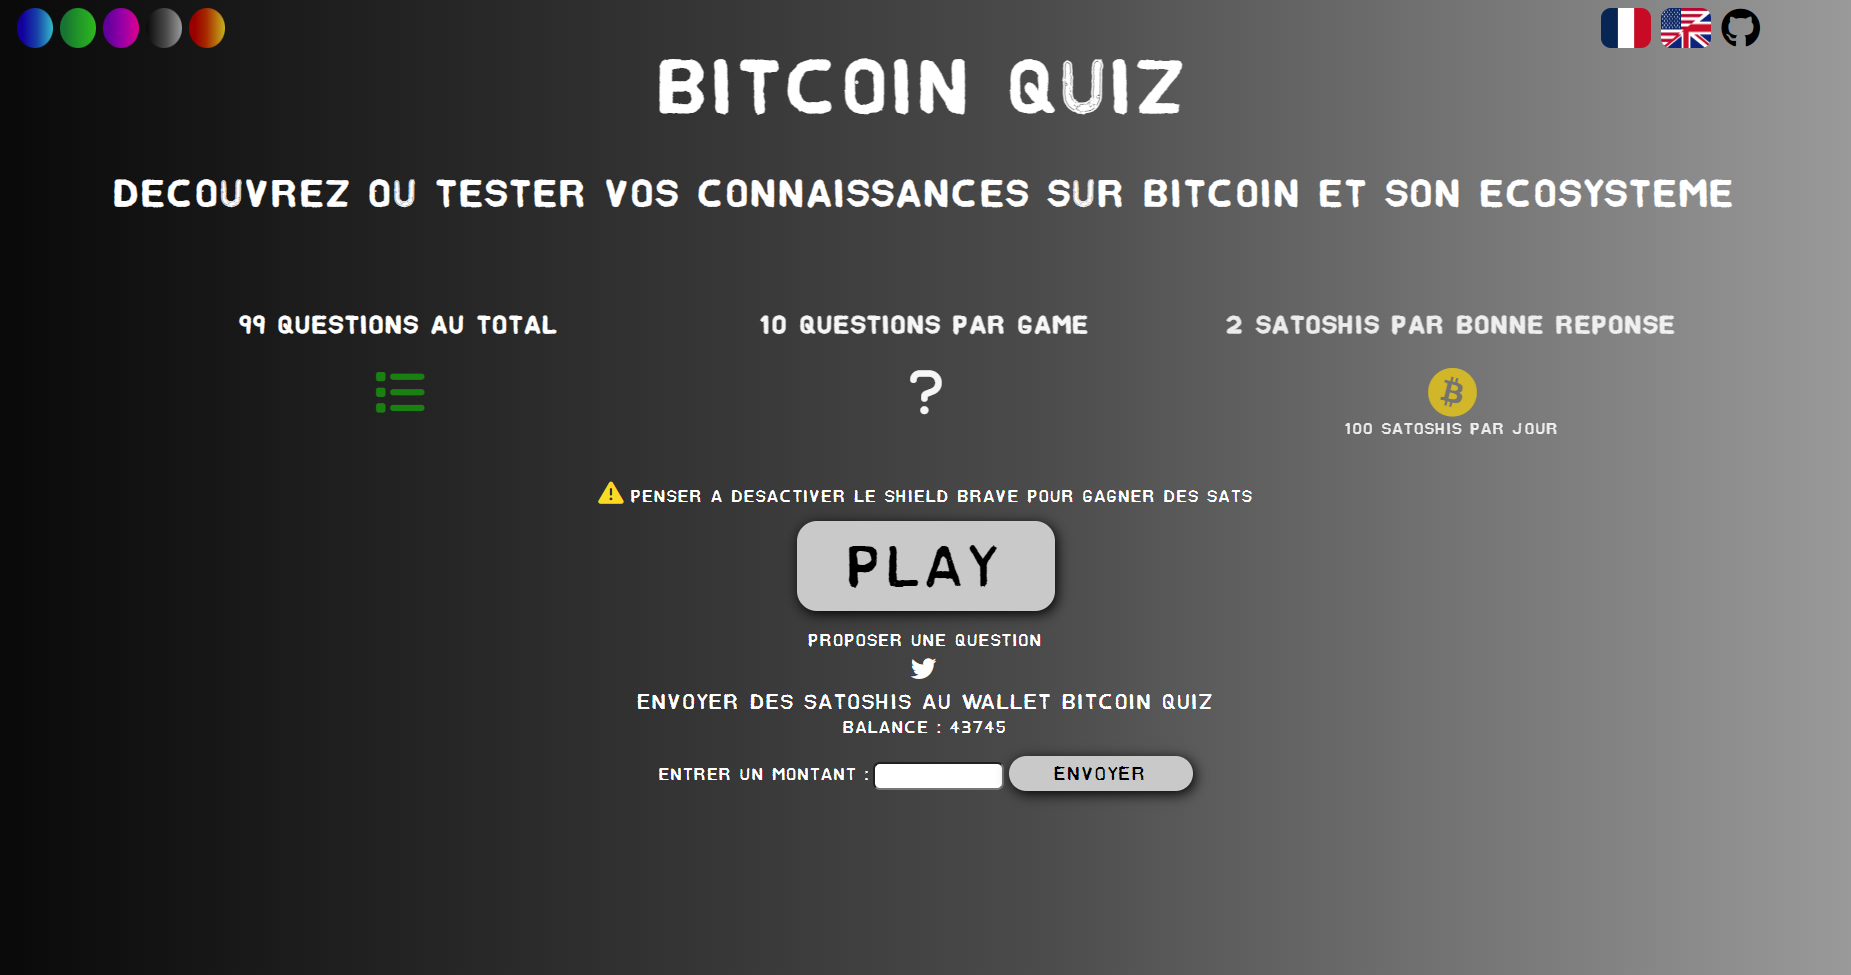 BITCOIN QUIZ
DECOUVREZ OU TESTER VOS CONNAISSANCES SUR BITCOIN ET SON ECOSYSTEME
99 QUESTIONS AU TOTAL
10 QUESTIONS PAR GAME
2 SATOSHIS PAR BONNE REPONSE
100 SATOSHIS PAR JOUR
PENSER A DESACTIVER LE SHIELD BRAVE POUR GAGNER DES SATS
PLAY
PROPOSER UNE QUESTION
ENVOYER DES SATOSHIS AU WALLET BITCOIN QUIZ
BALANCE : 43745
ENTRER UN MONTANT : ENVOYER